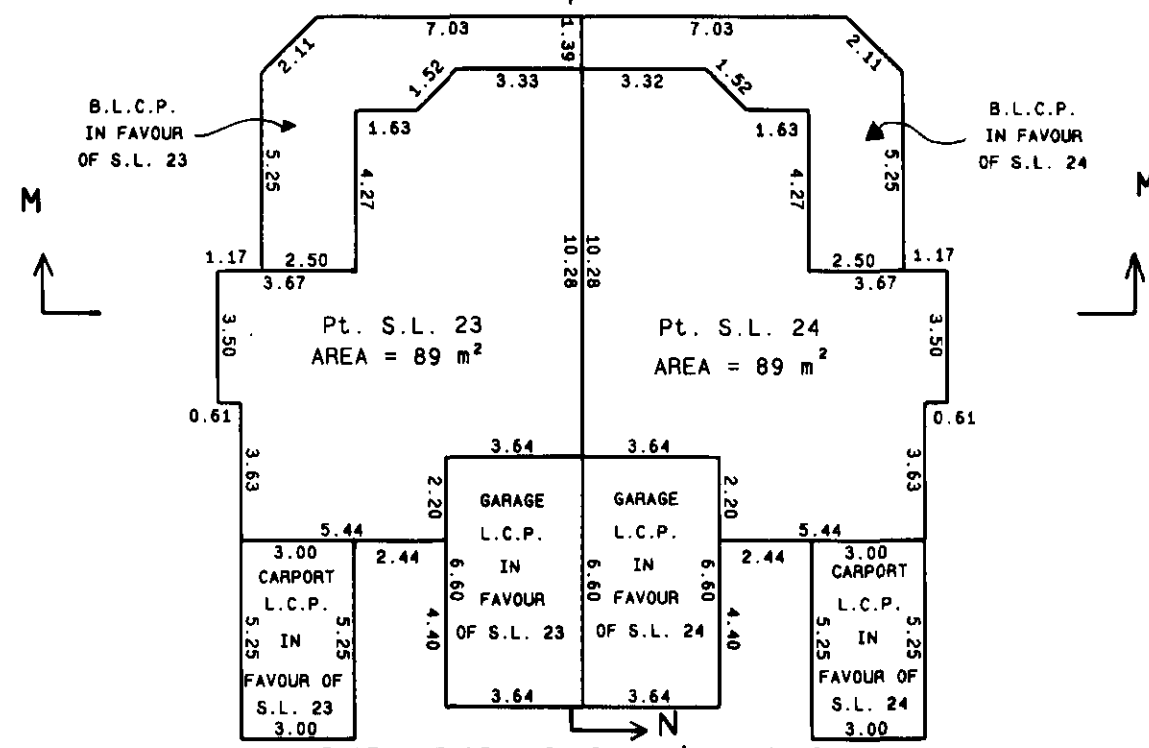 7.03
7.03
2.11
1.39
2.11
1.52
3.33
3.32
1.52
B.L.C.P.
IN FAVOUR
OF S.L. 23
B.L.C.P.
IN FAVOUR
OF S.L. 24
1.63
1.63
5.25
4.27
4.27
5.25
M
M
10.28
10.28
1.17
2.50
3.67
2.50
1.17
3.67
3.50
Pt. S.L. 23
AREA = 89 m²
Pt. S.L. 24
AREA = 89 m²
3.50
0.61
0.61
3.63
3.64
3.64
3.63
2.20
2.20
GARAGE
L.C.P.
IN
FAVOUR
OF S.L. 23
GARAGE
L.C.P.
IN
FAVOUR
OF S.L. 24
6.60
6.60
6.60
5.44
5.44
3.00
2.44
2.44
3.00
4.40
4.40
CARPORT
L.C.P.
IN
FAVOUR OF
S.L. 23
CARPORT
L.C.P.
IN
FAVOUR OF
S.L. 24
5.25
5.25
5.25
5.25
3.64
3.64
3.00
3.00
N